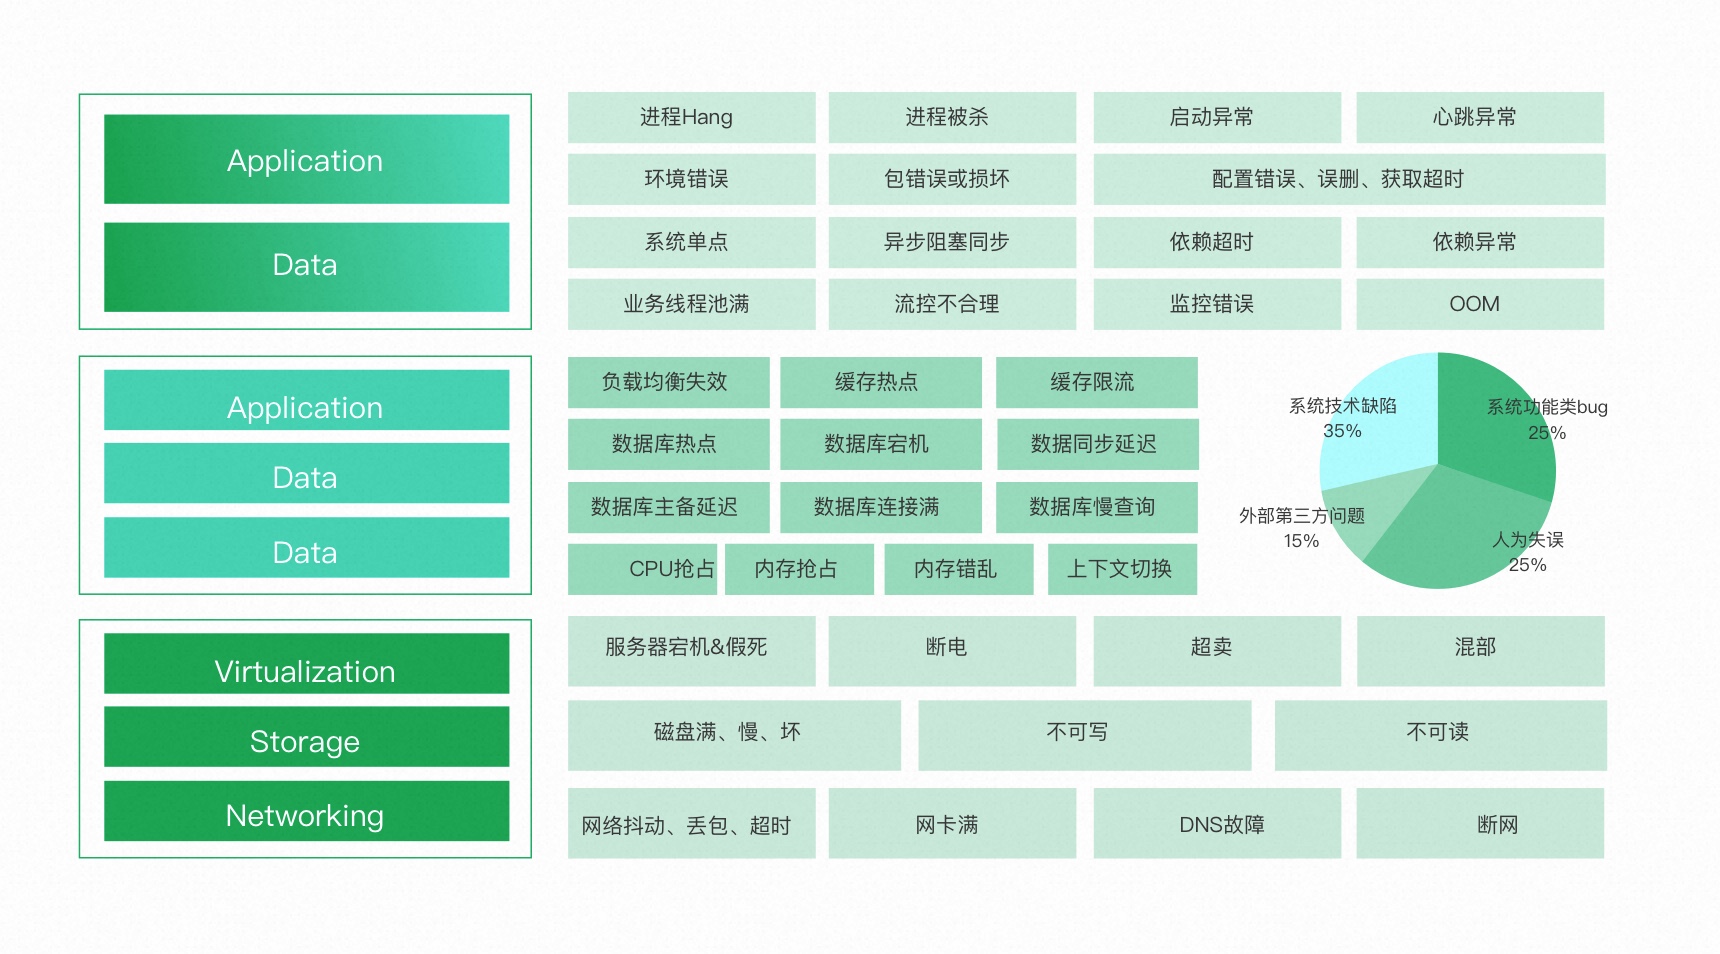 Application
Data
进程Hang
进程被杀
启动异常
心跳异常
环境错误
包错误或损坏
配置错误、误删、获取超时
系统单点
异步阻塞同步
依赖超时
依赖异常
业务线程池满
流控不合理
监控错误
OOM
Application
Data
Data
负载均衡失效
缓存热点
缓存限流
数据库热点
数据库宕机
数据同步延迟
数据库主备延迟
数据库连接满
数据库慢查询
CPU抢占
内存抢占
内存错乱
上下文切换
系统技术缺陷
35%
系统功能类bug
25%
外部第三方问题
15%
人为失误
25%
Virtualization
Storage
Networking
服务器宕机&假死
断电
超卖
混部
磁盘满、慢、坏
不可写
不可读
网络抖动、丢包、超时
网卡满
DNS故障
断网